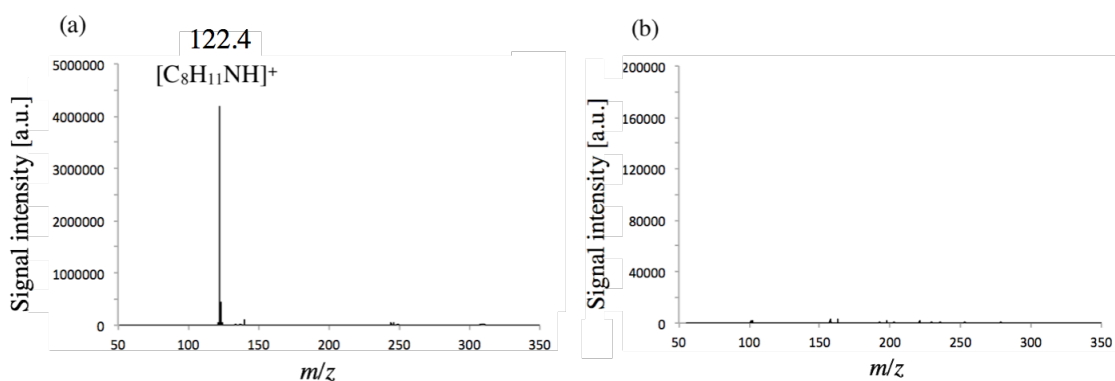 (a)
122.4
[C₈H₁₁NH]⁺
Signal intensity [a.u.]
5000000
4000000
3000000
2000000
1000000
0
50 100 150 200 250 300 350
m/z
(b)
Signal intensity [a.u.]
200000
160000
120000
80000
40000
0
50 100 150 200 250 300 350
m/z